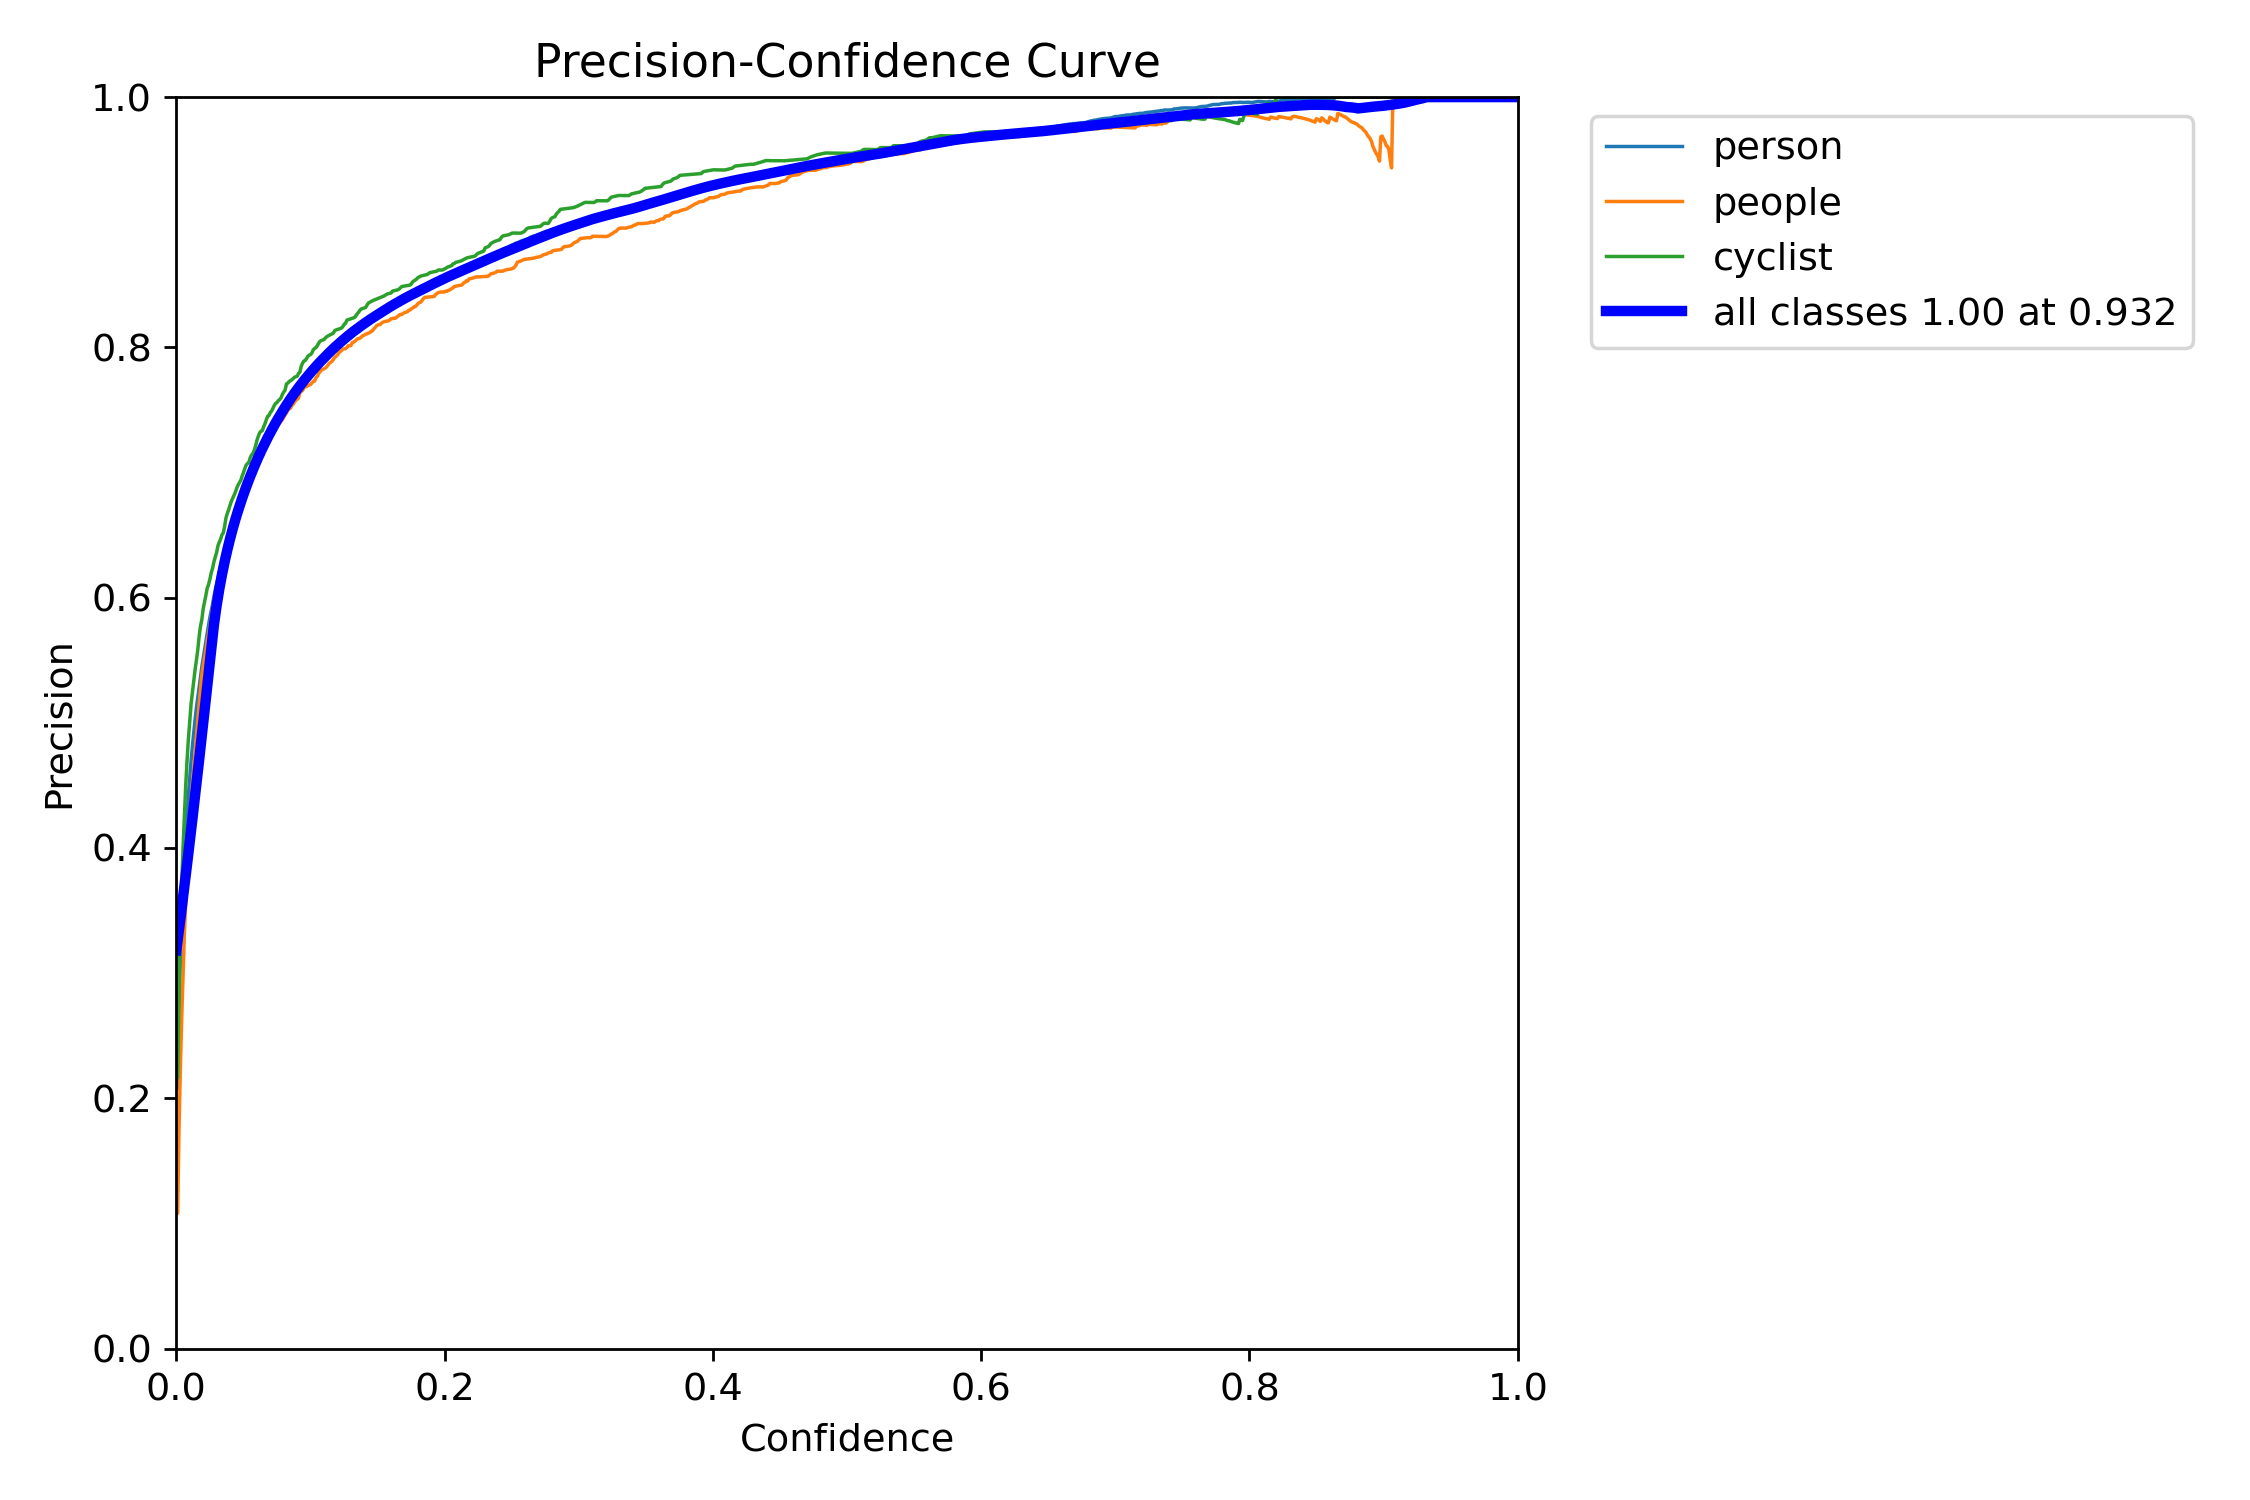 Precision-Confidence Curve
1.0
0.8
0.6
0.4
0.2
0.0
Precision
0.0 0.2 0.4 0.6 0.8 1.0
Confidence
person
people
cyclist
all classes 1.00 at 0.932